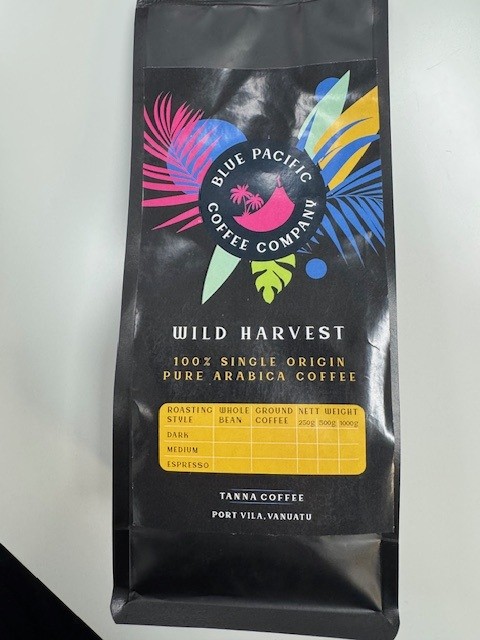 BLUE PACIFIC
COFFEE COMPANY
WILD HARVEST
100% SINGLE ORIGIN
PURE ARABICA COFFEE
ROASTING STYLE WHOLE BEAN GROUND COFFEE NETT WEIGHT
250g 500g 1000g
DARK
MEDIUM
ESPRESSO
TANNA COFFEE
PORT VILA, VANUATU